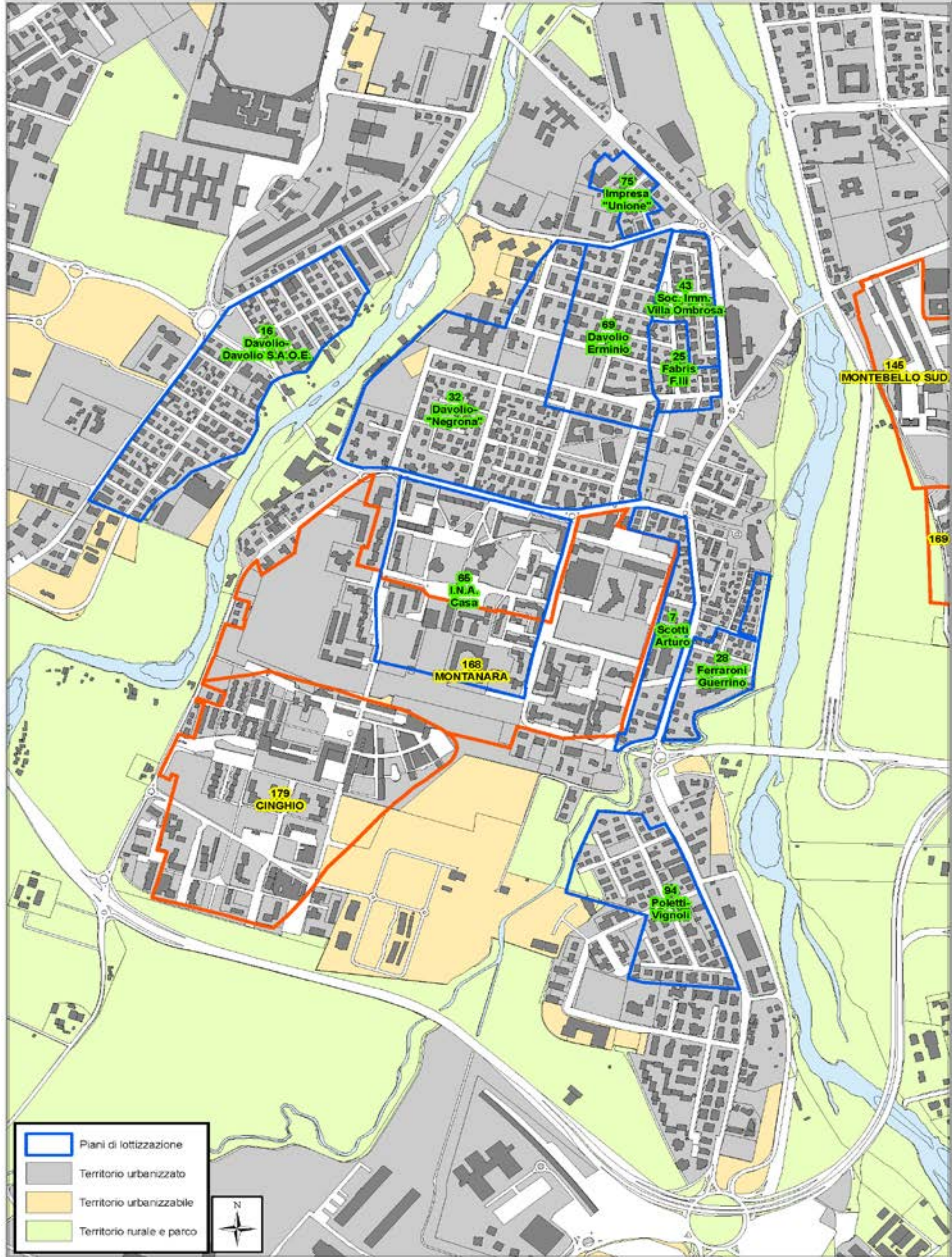 75
Impresa
"Unione"
43
Soc. Imm.
Villa Ombrosa
16
Davolio-
Davolio S.A.O.E.
69
Davolio
Erminio
25
Fabris
F.lli
145
MONTEBELLO SUD
32
Davolio-
"Negrona"
169
66
I.N.A.
Casa
7
Scotti
Arturo
168
MONTANARA
28
Ferraroni
Guerrino
179
CINGHIO
94
Poletti-
Vignoli
Piani di lottizzazione
Territorio urbanizzato
Territorio urbanizzabile
Territorio rurale e parco
N